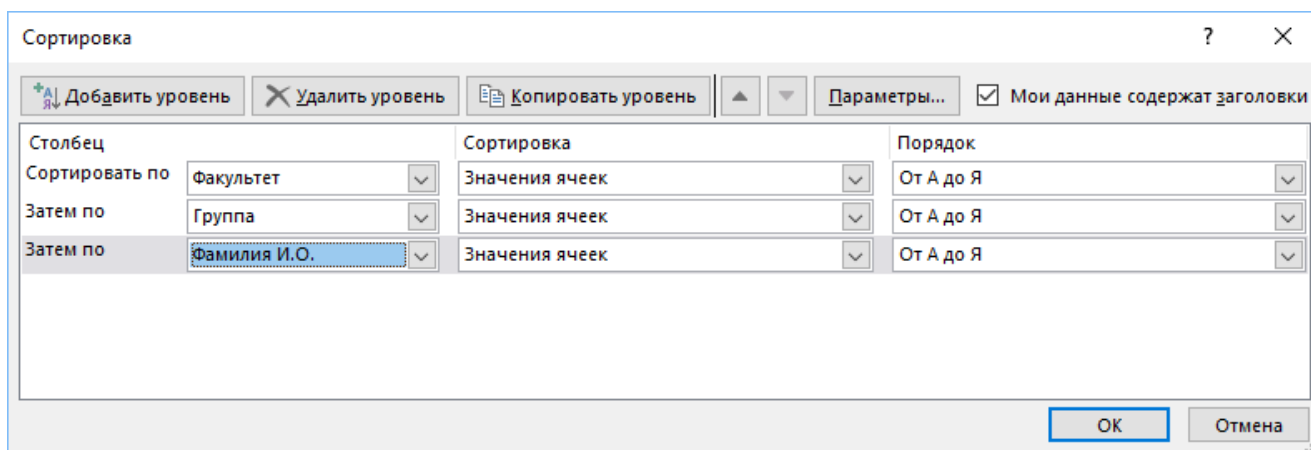 Сортировка ?
Добавить уровень Удалить уровень Копировать уровень Параметры... Мои данные содержат заголовки
Столбец Сортировка Порядок
Сортировать по Факультет Значения ячеек От А до Я
Затем по Группа Значения ячеек От А до Я
Затем по Фамилия И.О. Значения ячеек От А до Я
ОК Отмена